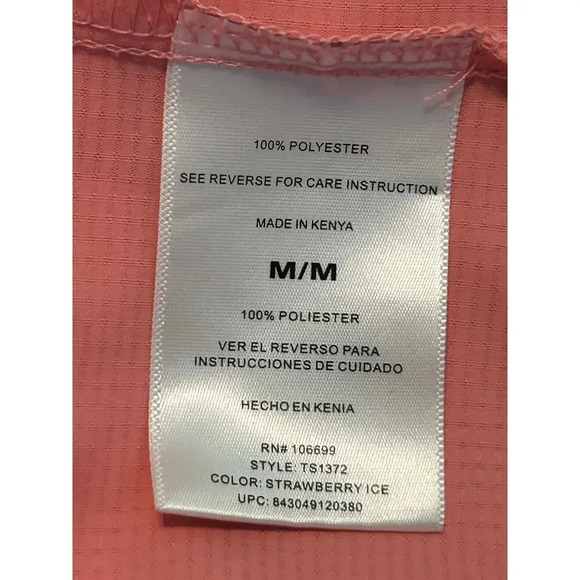 100% POLYESTER
SEE REVERSE FOR CARE INSTRUCTION
MADE IN KENYA
M/M
100% POLIESTER
VER EL REVERSO PARA
INSTRUCCIONES DE CUIDADO
HECHO EN KENIA
RN# 106699
STYLE: TS1372
COLOR: STRAWBERRY ICE
UPC: 843049120380